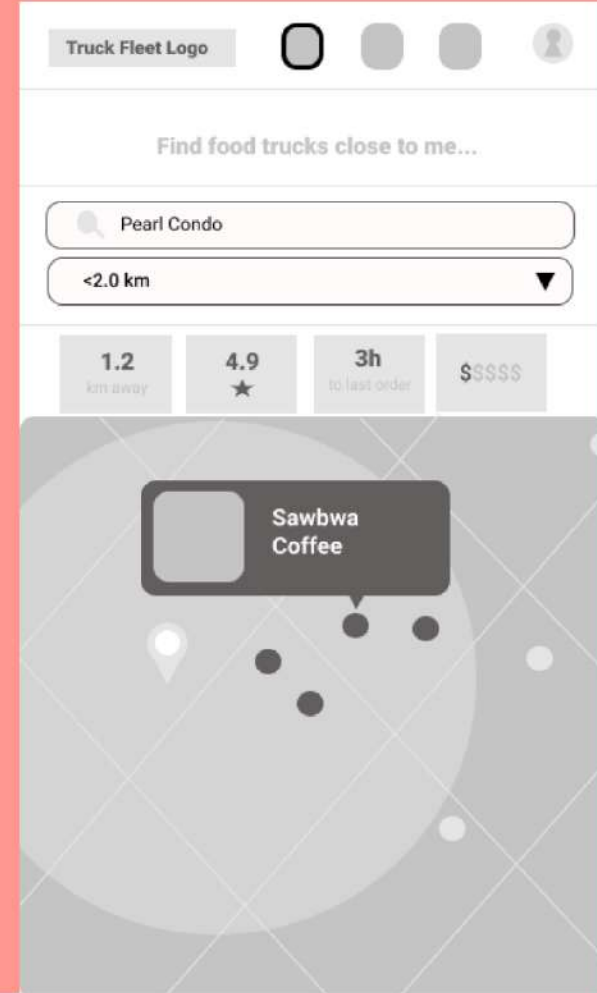 Truck Fleet Logo
Find food trucks close to me...
Pearl Condo
<2.0 km
1.2
km away
4.9
★
3h
to last order
$$$$$
Sawbwa
Coffee